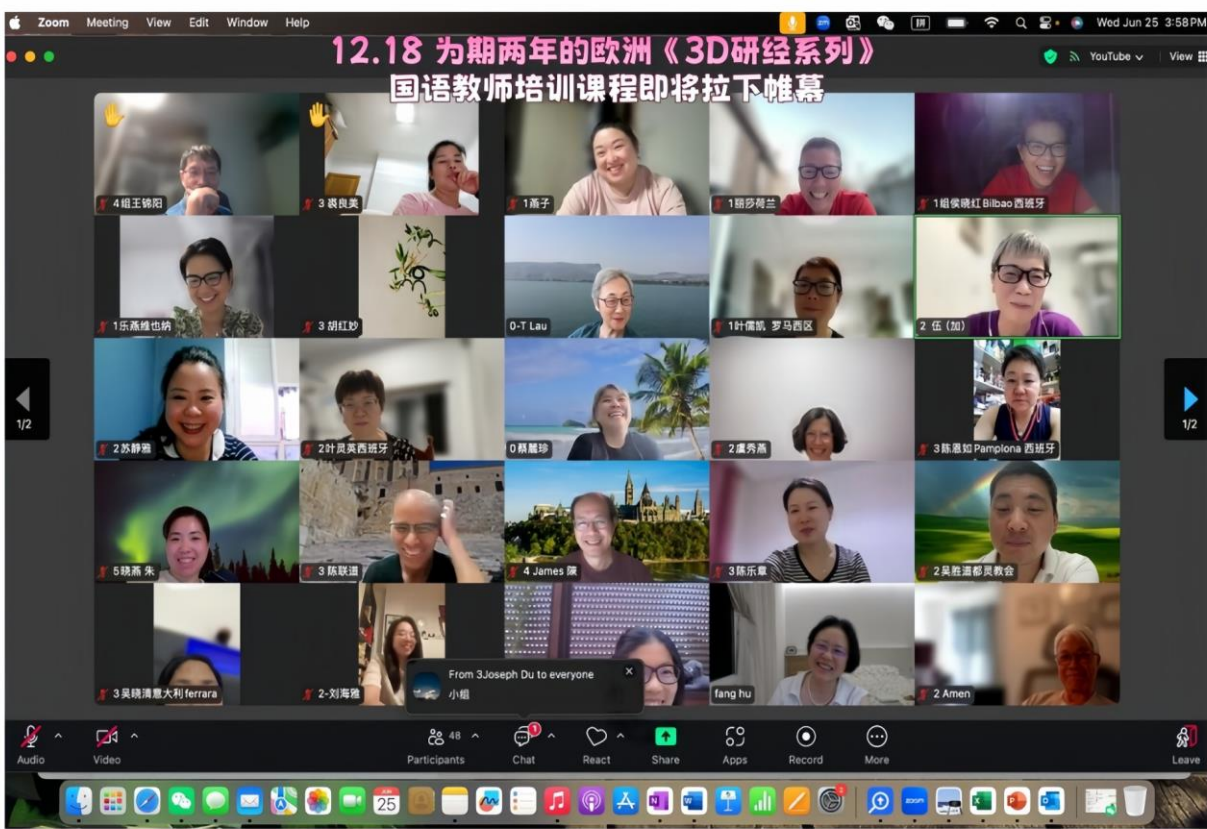 Zoom Meeting View Edit Window Help
Wed Jun 25 3:58PM
12.18 为期两年的欧洲《3D研经系列》
国语教师培训课程即将拉下帷幕
YouTube
View
4组王锦阳
3 裘良美
1燕子
1丽莎荷兰
1组侯晓红 Bilbao 西班牙
1乐燕维也纳
3 胡红妙
0-T Lau
1叶儒凯 罗马西区
2 伍（加）
1/2
1/2
2苏静雅
2叶灵英西班牙
0蔡麗珍
2虞秀燕
3陈恩如 Pamplona 西班牙
5晓燕 朱
3 陈联道
4 James 陳
3陈乐章
2吴胜道都灵教会
3吴晓清意大利ferrara
2-刘海雅
From 3Joseph Du to everyone
小组
fang hu
2 Amen
48
1
Audio
Video
Participants
Chat
React
Share
Apps
Record
More
Leave
JUN
25
zoom